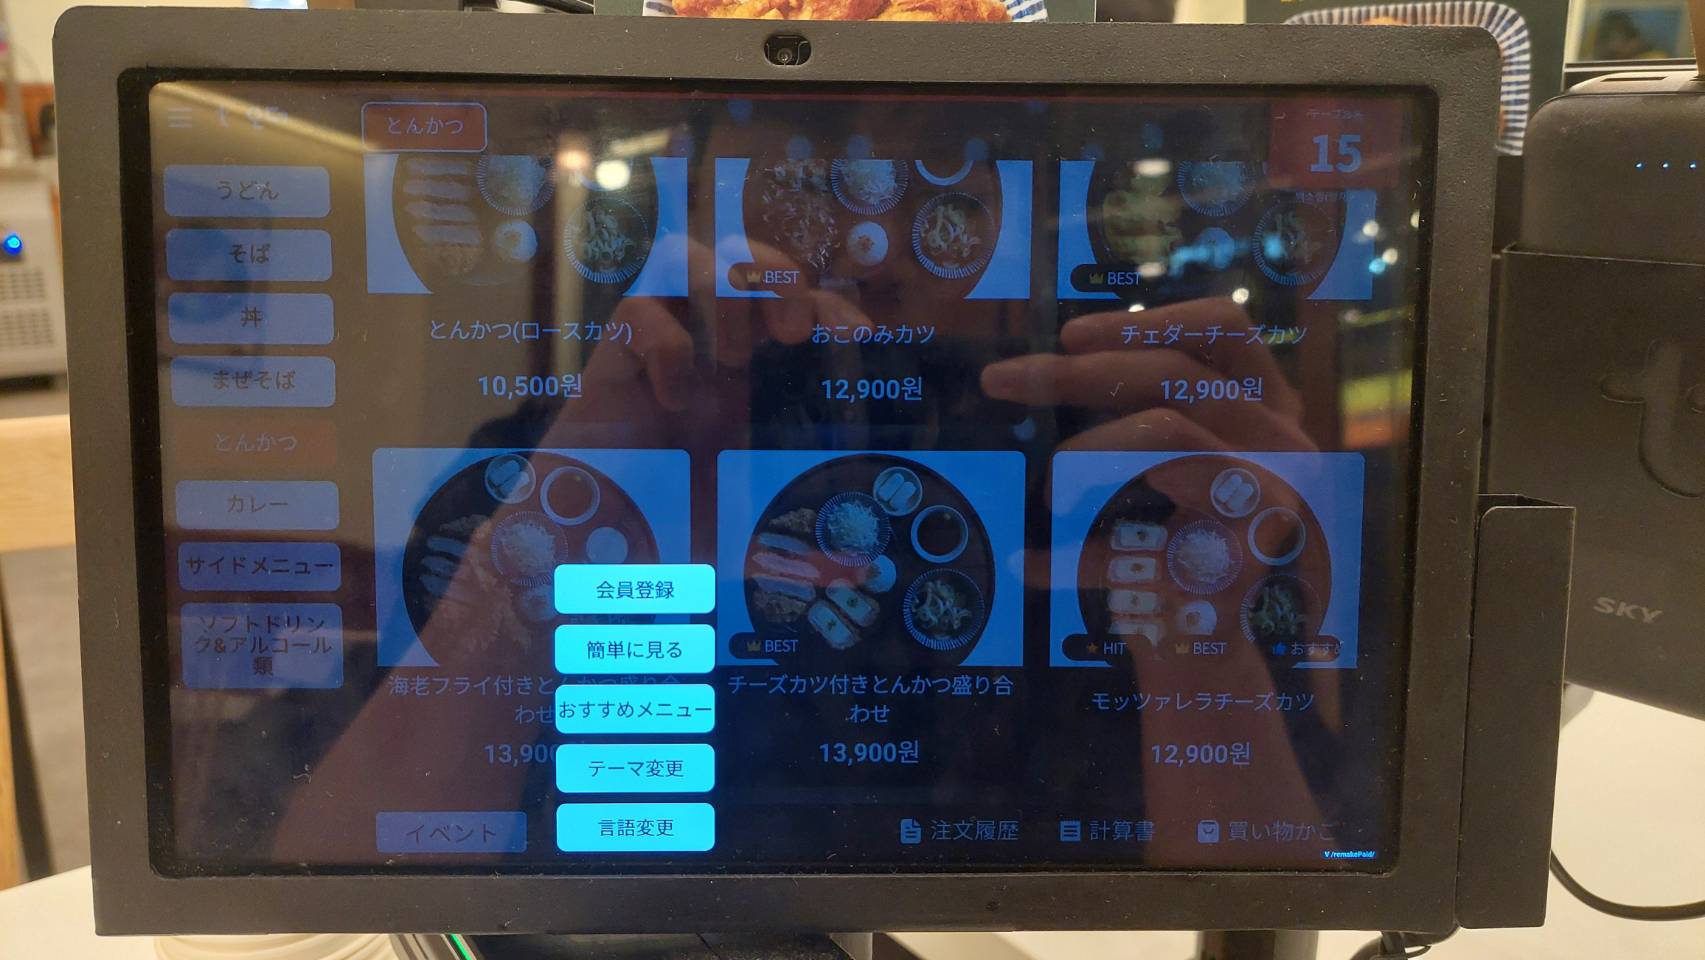 とんかつ
テーブル番号
15
うどん
そば
丼
まぜそば
とんかつ
カレー
サイドメニュー
ソフトドリン
ク&アルコール
類
BEST
BEST
とんかつ(ロースカツ)
おこのみカツ
チェダーチーズカツ
10,500원
12,900원
12,900원
BEST
HIT
BEST
おすすめ
海老フライ付きとんかつ盛り合
わせ
チーズカツ付きとんかつ盛り合
わせ
モッツァレラチーズカツ
13,900
13,900원
12,900원
会員登録
簡単に見る
おすすめメニュー
テーマ変更
言語変更
イベント
注文履歴
計算書
買い物かご
SKY